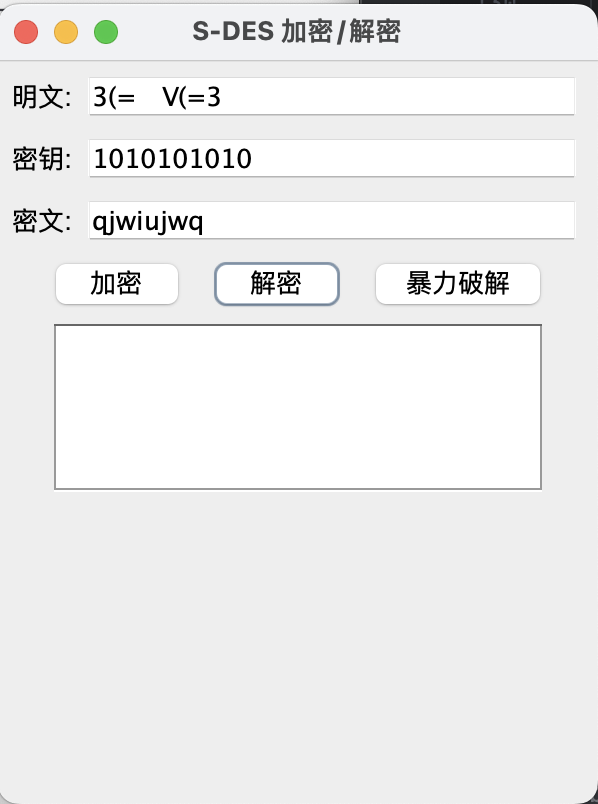 S-DES 加密/解密
明文: 3(=    V(=3
密钥: 1010101010
密文: qjwiujwq
加密 解密 暴力破解